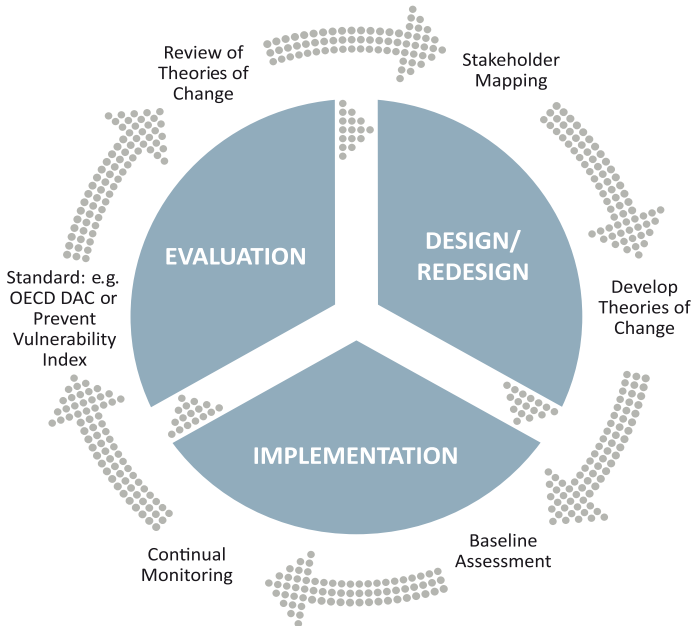 Review of
Theories of
Change
Stakeholder
Mapping
EVALUATION
DESIGN/
REDESIGN
Standard: e.g.
OECD DAC or
Prevent
Vulnerability
Index
Develop
Theories of
Change
IMPLEMENTATION
Continual
Monitoring
Baseline
Assessment